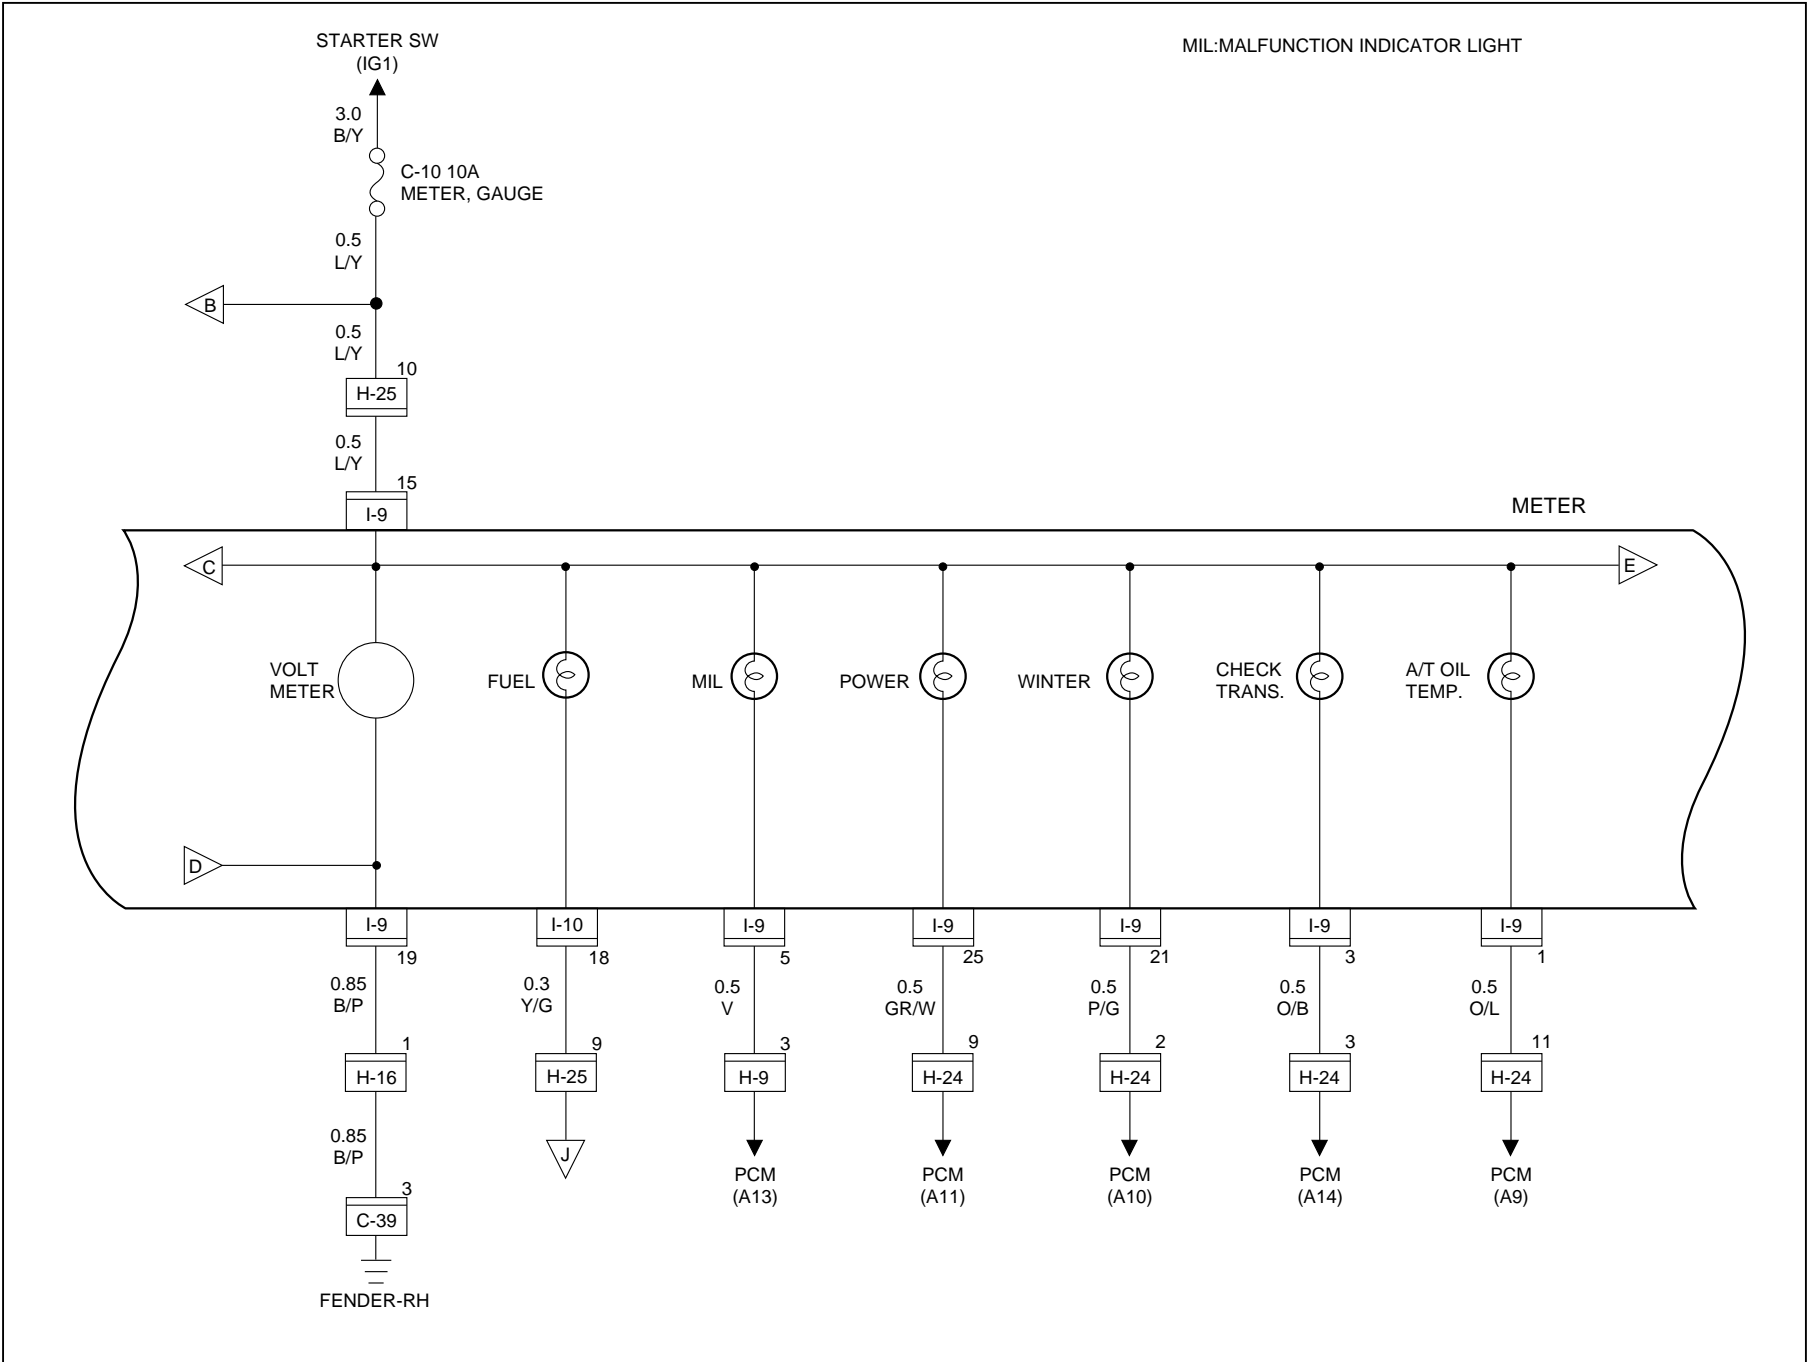 STARTER SW
(IG1)
MIL:MALFUNCTION INDICATOR LIGHT
3.0
B/Y
C-10 10A
METER, GAUGE
0.5
L/Y
B
0.5
L/Y
10
H-25
0.5
L/Y
15
I-9
METER
C
E
VOLT
METER
FUEL
MIL
POWER
WINTER
CHECK
TRANS.
A/T OIL
TEMP.
D
I-9
I-10
I-9
I-9
I-9
I-9
I-9
19
18
5
25
21
3
1
0.85
B/P
0.3
Y/G
0.5
V
0.5
GR/W
0.5
P/G
0.5
O/B
0.5
O/L
1
9
3
9
2
3
11
H-16
H-25
H-9
H-24
H-24
H-24
H-24
0.85
B/P
J
PCM
(A13)
PCM
(A11)
PCM
(A10)
PCM
(A14)
PCM
(A9)
3
C-39
FENDER-RH